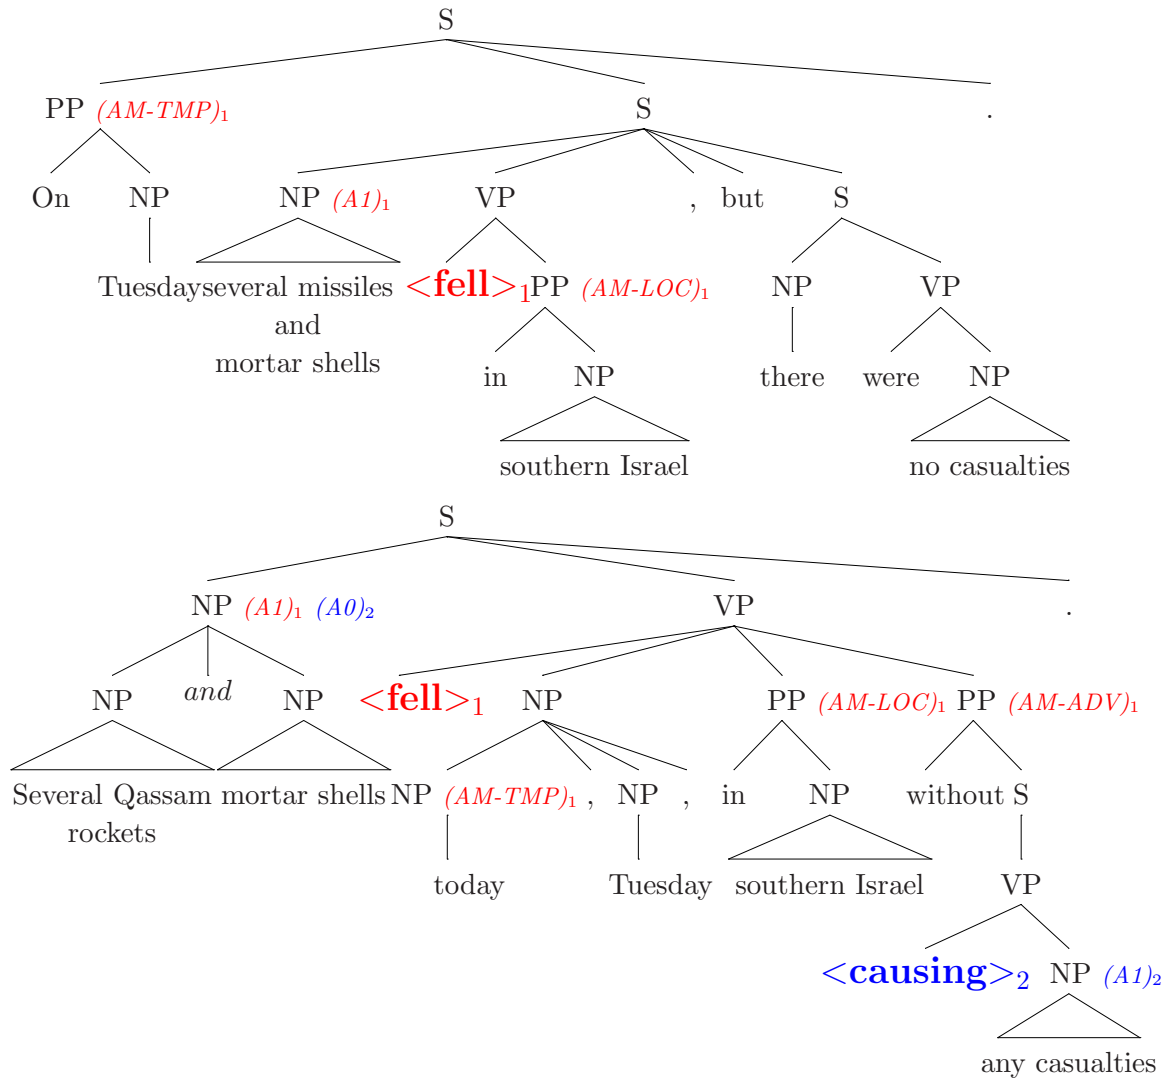 S
PP (AM-TMP)1 S .
On NP NP (A1)1 VP , but S
Tuesday several missiles <fell>1 PP (AM-LOC)1 NP VP
and
mortar shells in NP there were NP
southern Israel no casualties
S
NP (A1)1 (A0)2 VP .
NP and NP <fell>1 NP PP (AM-LOC)1 PP (AM-ADV)1
Several Qassam mortar shells NP (AM-TMP)1 , NP , in NP without S
rockets
today Tuesday southern Israel VP
<causing>2 NP (A1)2
any casualties